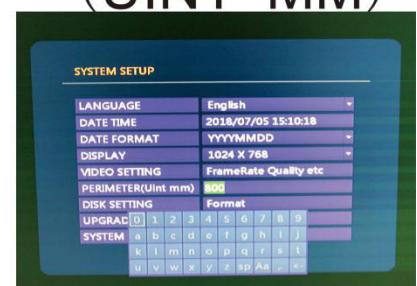 (UINT MM)
SYSTEM SETUP
LANGUAGE English
DATE TIME 2018/07/05 15:10:18
DATE FORMAT YYYYMMDD
DISPLAY 1024 X 768
VIDEO SETTING FrameRate Quality etc
PERIMETER(Uint mm) 800
DISK SETTING Format
UPGRAD
SYSTEM
0 1 2 3 4 5 6 7 8 9
a b c d e f g h i j
k l m n o p q r s t
u v w x y z sp Aa , <-